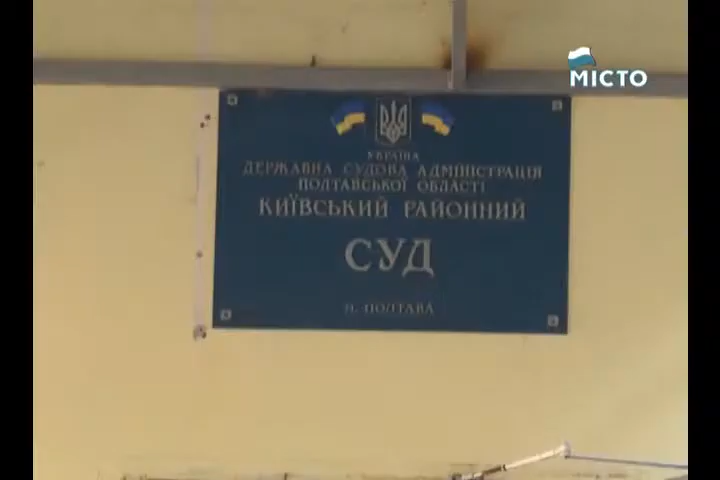 МІСТО
УКРАЇНА
ДЕРЖАВНА СУДОВА АДМІНІСТРАЦІЯ
ПОЛТАВСЬКОЇ ОБЛАСТІ
КИЇВСЬКИЙ РАЙОННИЙ
СУД
м. ПОЛТАВА